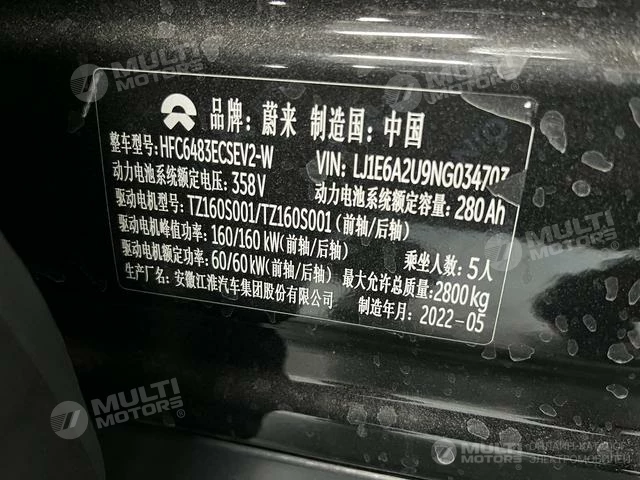 品牌: 蔚来 制造国: 中国
整车型号: HFC6483ECSEV2-W VIN: LJ1E6A2U9NG034703
动力电池系统额定电压: 358V 动力电池系统额定容量: 280Ah
驱动电机型号: TZ160S001/TZ160S001 (前轴/后轴)
驱动电机峰值功率: 160/160 kW(前轴/后轴) 乘坐人数: 5人
驱动电机额定功率: 60/60 kW(前轴/后轴) 最大允许总质量: 2800kg
生产厂名: 安徽江淮汽车集团股份有限公司 制造年月: 2022-05
MULTI MOTORS®
MULTI MOTORS®
MULTI MOTORS®
MULTI MOTORS
ЭЛЕКТРОМОБИЛЕЙ